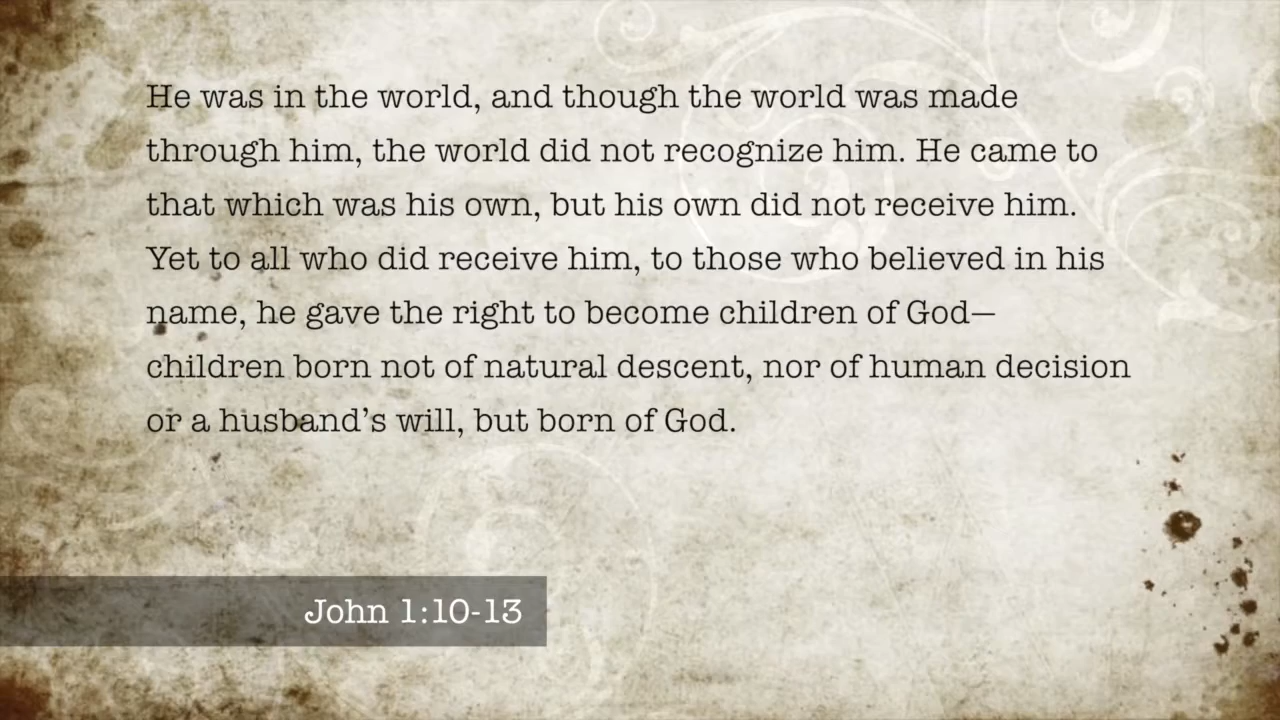 He was in the world, and though the world was made
through him, the world did not recognize him. He came to
that which was his own, but his own did not receive him.
Yet to all who did receive him, to those who believed in his
name, he gave the right to become children of God—
children born not of natural descent, nor of human decision
or a husband’s will, but born of God.
John 1:10-13